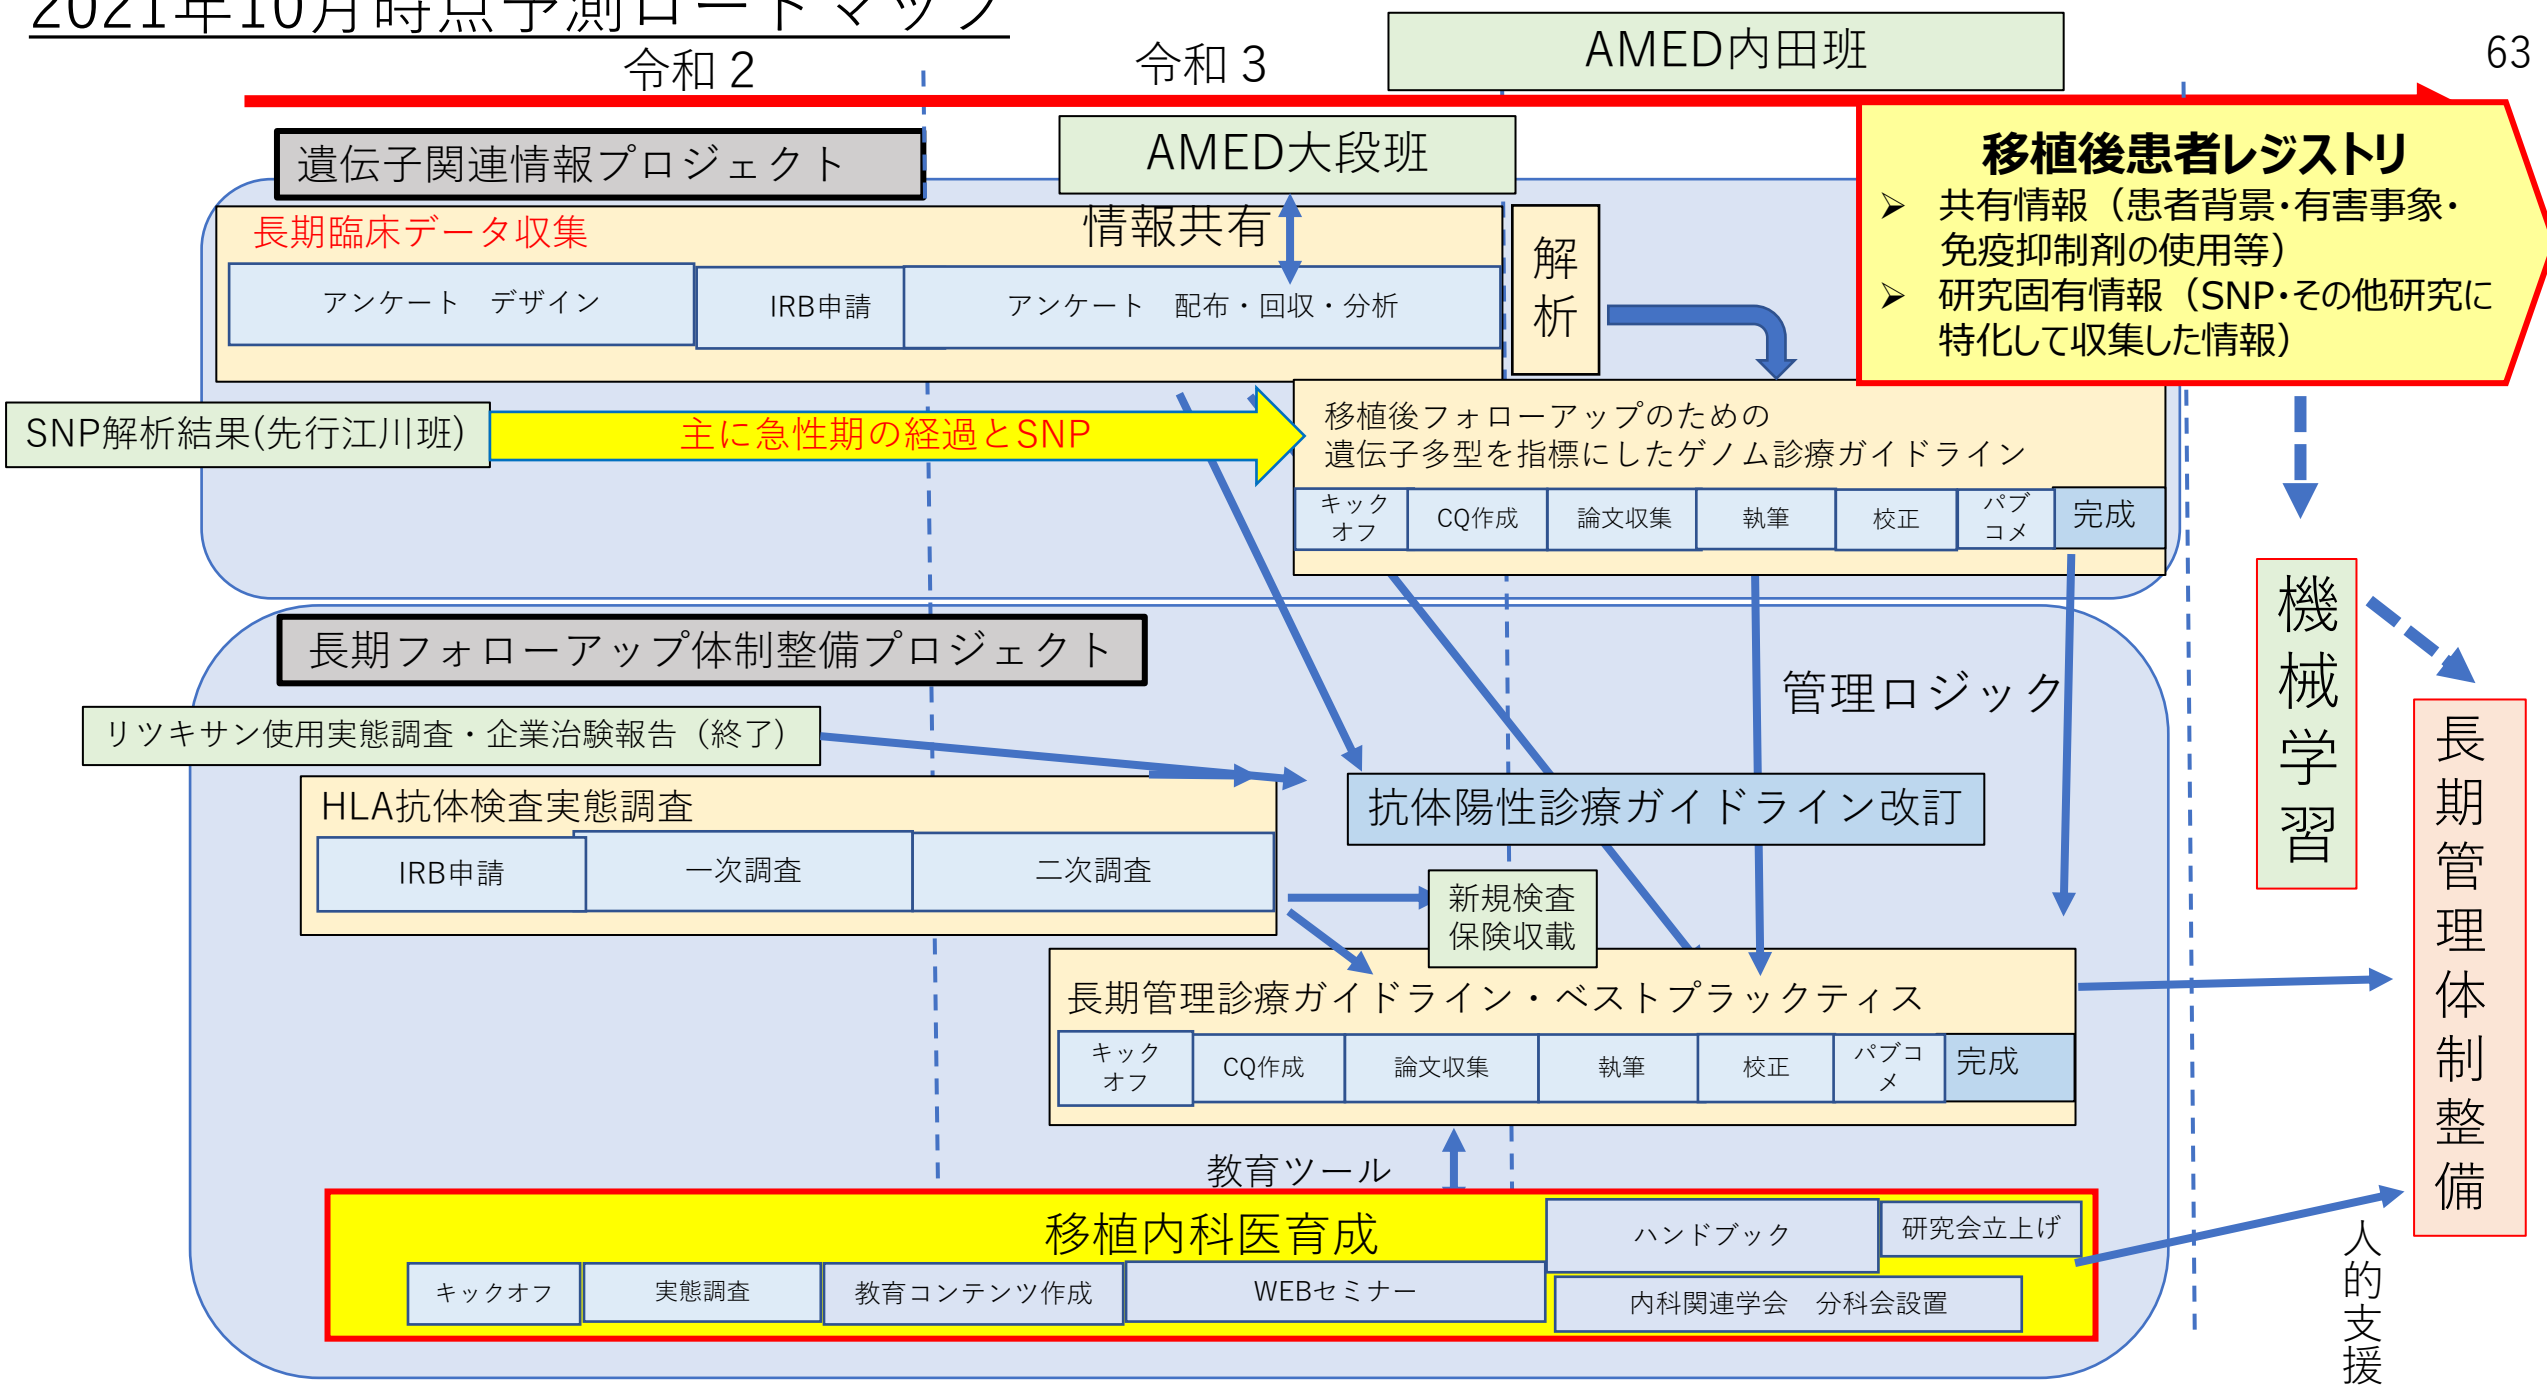 2021年10月時点予測ロードマップ
令和２
令和３
AMED内田班
63
遺伝子関連情報プロジェクト
AMED大段班
移植後患者レジストリ
➢ 共有情報（患者背景・有害事象・
免疫抑制剤の使用等）
➢ 研究固有情報（SNP・その他研究に
特化して収集した情報）
長期臨床データ収集
情報共有
アンケート　デザイン
IRB申請
アンケート　配布・回収・分析
解
析
SNP解析結果(先行江川班)
主に急性期の経過とSNP
移植後フォローアップのための
遺伝子多型を指標にしたゲノム診療ガイドライン
キック
オフ
CQ作成
論文収集
執筆
校正
パブ
コメ
完成
機
械
学
習
長期フォローアップ体制整備プロジェクト
管理ロジック
リツキサン使用実態調査・企業治験報告（終了）
長
期
管
理
体
制
整
備
HLA抗体検査実態調査
IRB申請
一次調査
二次調査
抗体陽性診療ガイドライン改訂
新規検査
保険収載
長期管理診療ガイドライン・ベストプラックティス
キック
オフ
CQ作成
論文収集
執筆
校正
パブコ
メ
完成
教育ツール
移植内科医育成
キックオフ
実態調査
教育コンテンツ作成
WEBセミナー
ハンドブック
研究会立上げ
内科関連学会　分科会設置
人
的
支
援